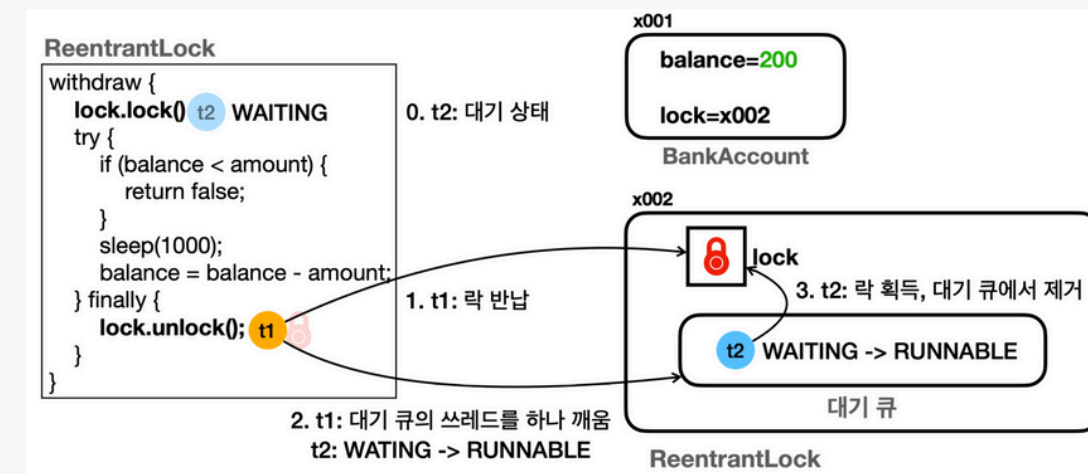 ReentrantLock
withdraw {
lock.lock() t2 WAITING
try {
if (balance < amount) {
return false;
}
sleep(1000);
balance = balance - amount;
} finally {
lock.unlock(); t1
}
}
0. t2: 대기 상태
1. t1: 락 반납
2. t1: 대기 큐의 쓰레드를 하나 깨움
t2: WATING -> RUNNABLE
x001
balance=200
lock=x002
BankAccount
x002
lock
3. t2: 락 획득, 대기 큐에서 제거
t2 WAITING -> RUNNABLE
대기 큐
ReentrantLock